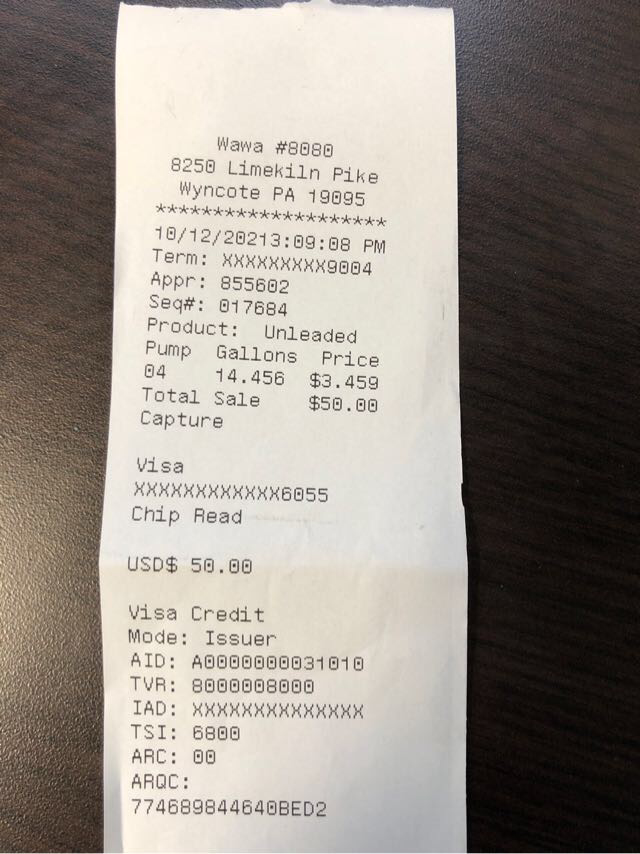 Wawa #8080
8250 Limekiln Pike
Wyncote PA 19095
********************
10/12/20213:09:08 PM
Term: XXXXXXXXX9004
Appr: 855602
Seq#: 017684
Product:  Unleaded
Pump  Gallons  Price
04  14.456  $3.459
Total Sale  $50.00
Capture
Visa
XXXXXXXXXXXX6055
Chip Read
USD$ 50.00
Visa Credit
Mode: Issuer
AID: A0000000031010
TVR: 8000008000
IAD: XXXXXXXXXXXXXX
TSI: 6800
ARC: 00
ARQC:
774689844640BED2